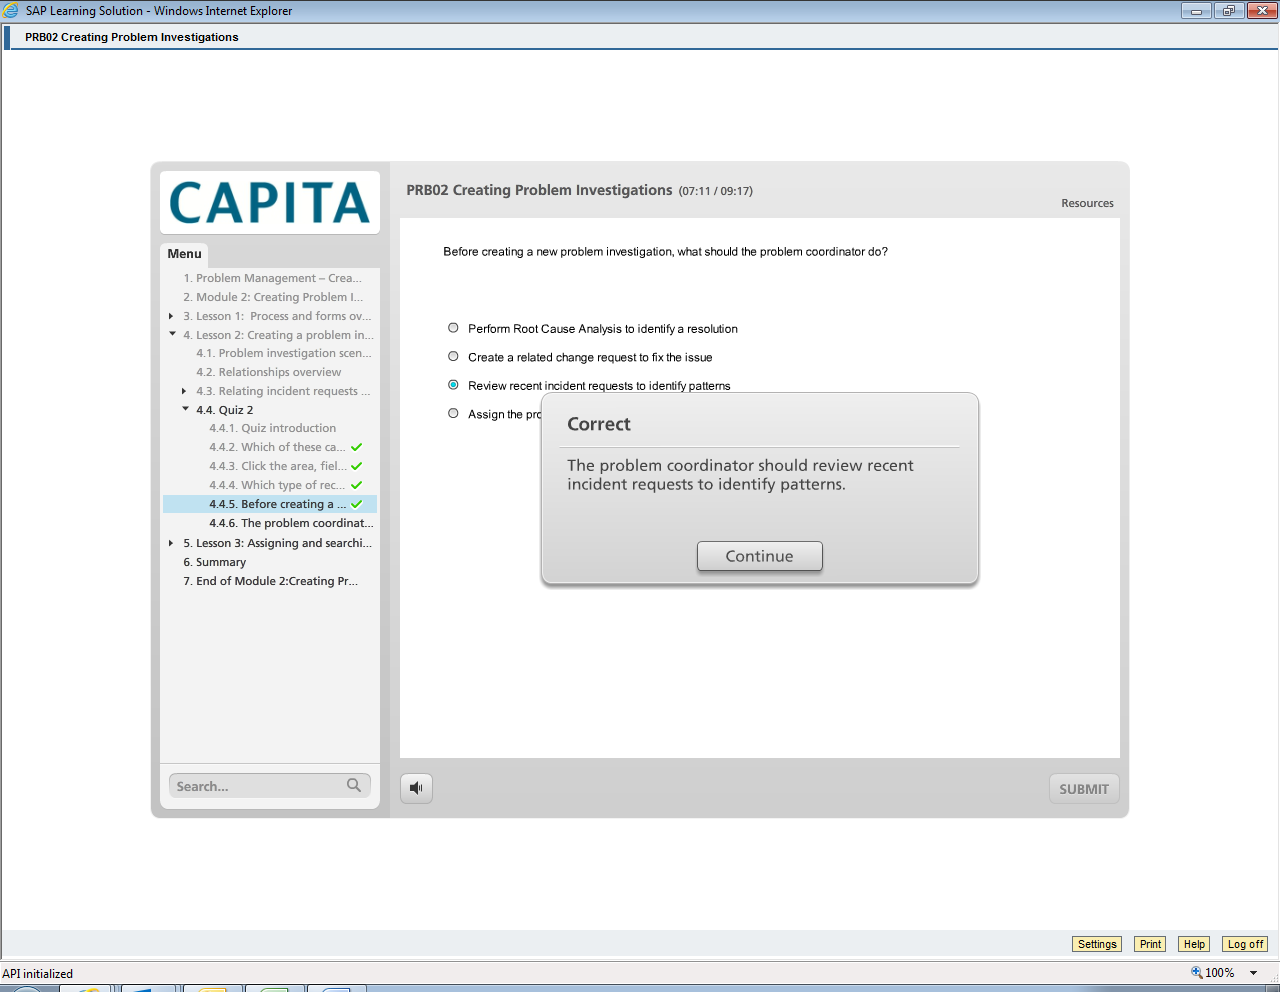 SAP Learning Solution - Windows Internet Explorer
PRB02 Creating Problem Investigations
CAPITA
PRB02 Creating Problem Investigations (07:11 / 09:17)
Resources
Menu
1. Problem Management – Crea...
2. Module 2: Creating Problem I...
3. Lesson 1: Process and forms ov...
4. Lesson 2: Creating a problem in...
4.1. Problem investigation scen...
4.2. Relationships overview
4.3. Relating incident requests ...
4.4. Quiz 2
4.4.1. Quiz introduction
4.4.2. Which of these ca...
4.4.3. Click the area, fiel...
4.4.4. Which type of rec...
4.4.5. Before creating a ...
4.4.6. The problem coordinat...
5. Lesson 3: Assigning and searchi...
6. Summary
7. End of Module 2:Creating Pr...
Search...
Before creating a new problem investigation, what should the problem coordinator do?
Perform Root Cause Analysis to identify a resolution
Create a related change request to fix the issue
Review recent incident requests to identify patterns
Assign the pro
Correct
The problem coordinator should review recent
incident requests to identify patterns.
Continue
SUBMIT
Settings
Print
Help
Log off
API initialized
100%